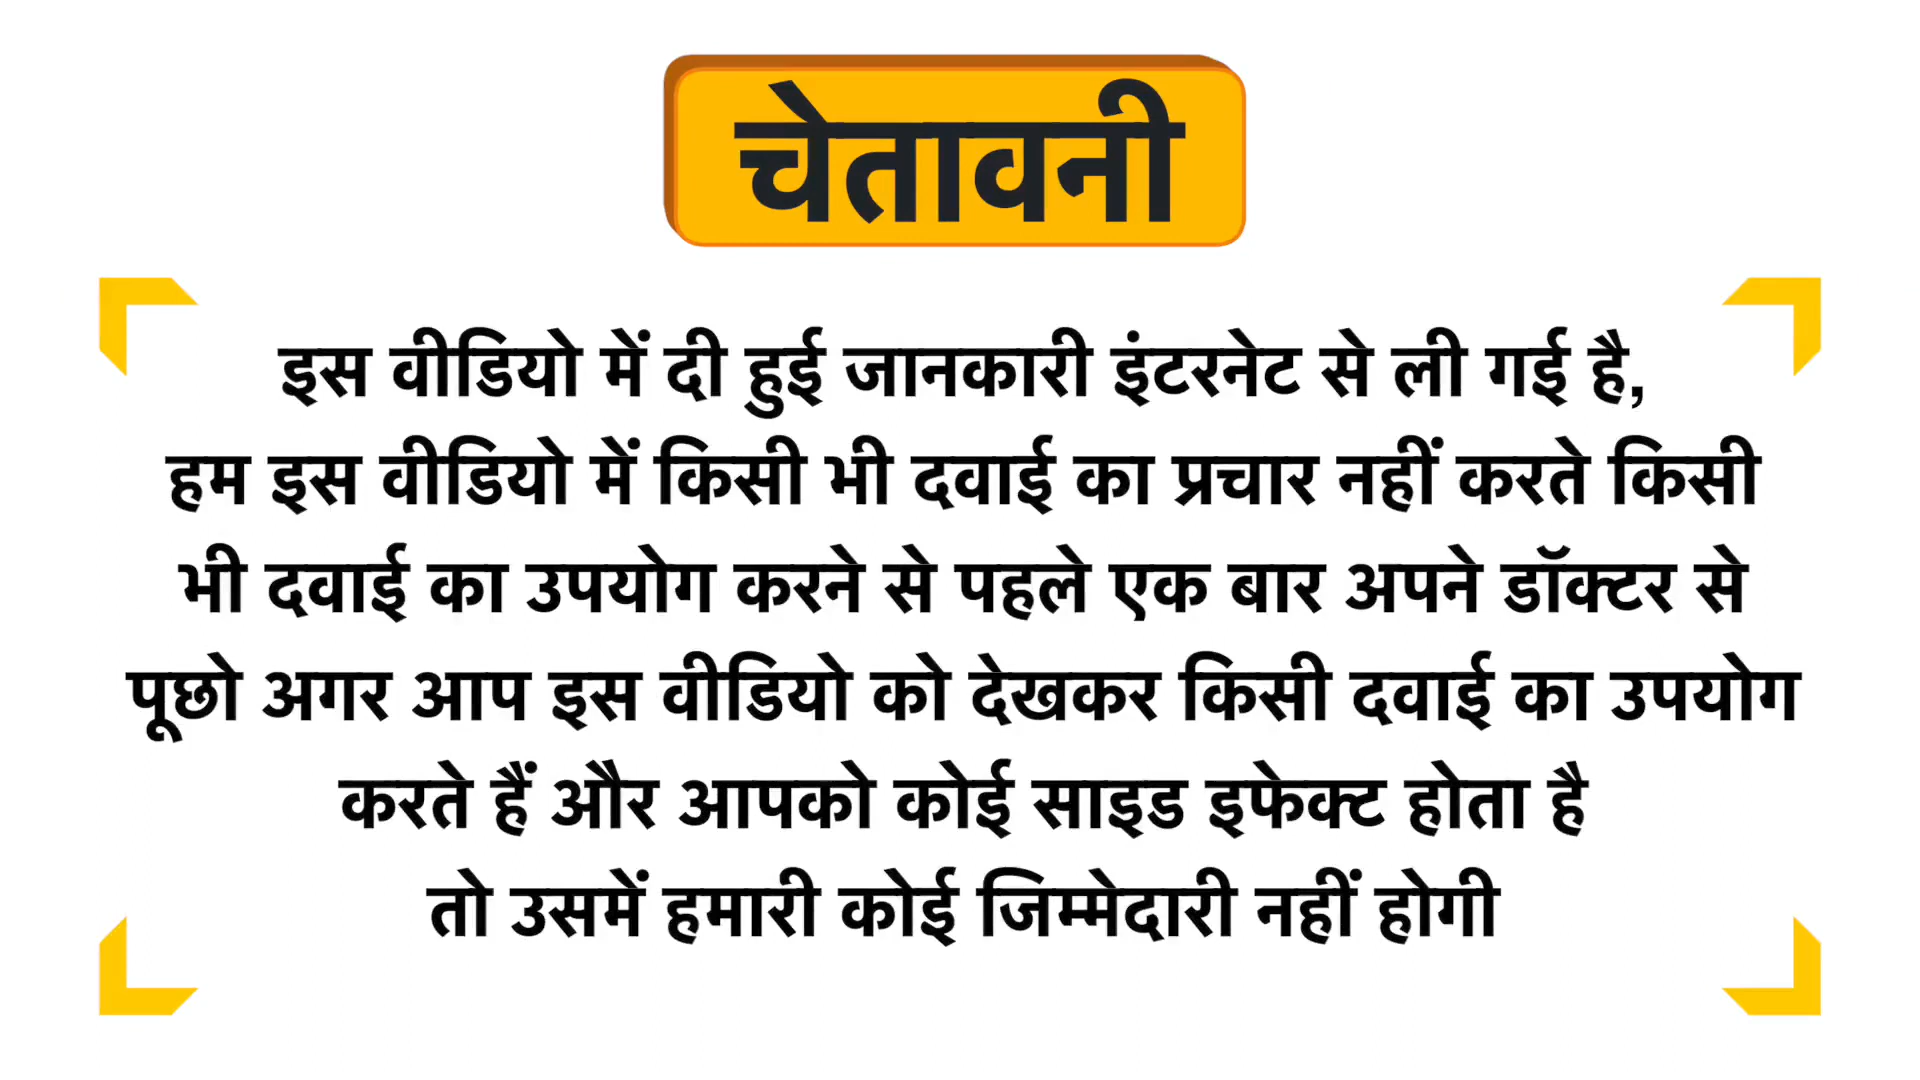 चेतावनी
इस वीडियो में दी हुई जानकारी इंटरनेट से ली गई है,
हम इस वीडियो में किसी भी दवाई का प्रचार नहीं करते किसी
भी दवाई का उपयोग करने से पहले एक बार अपने डॉक्टर से
पूछो अगर आप इस वीडियो को देखकर किसी दवाई का उपयोग
करते हैं और आपको कोई साइड इफेक्ट होता है
तो उसमें हमारी कोई जिम्मेदारी नहीं होगी